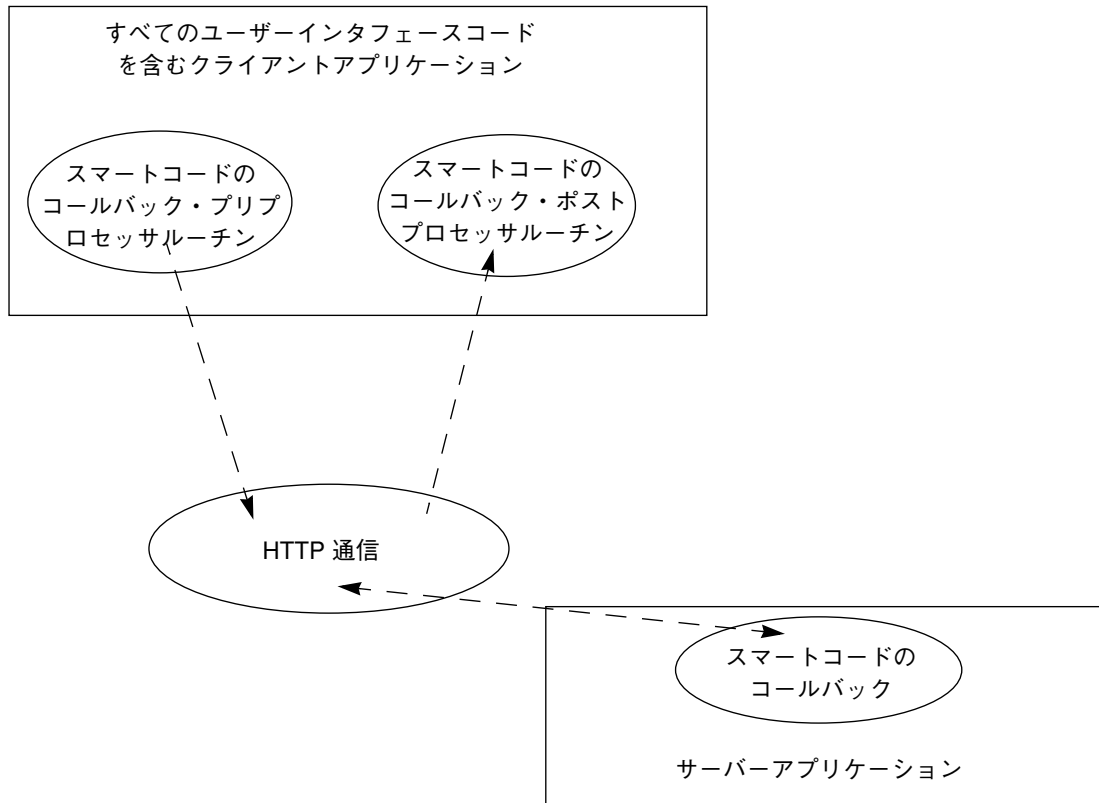 すべてのユーザーインタフェースコード
を含むクライアントアプリケーション
スマートコードの
コールバック・プリプ
ロセッサルーチン
スマートコードの
コールバック・ポスト
プロセッサルーチン
HTTP 通信
スマートコードの
コールバック
サーバーアプリケーション